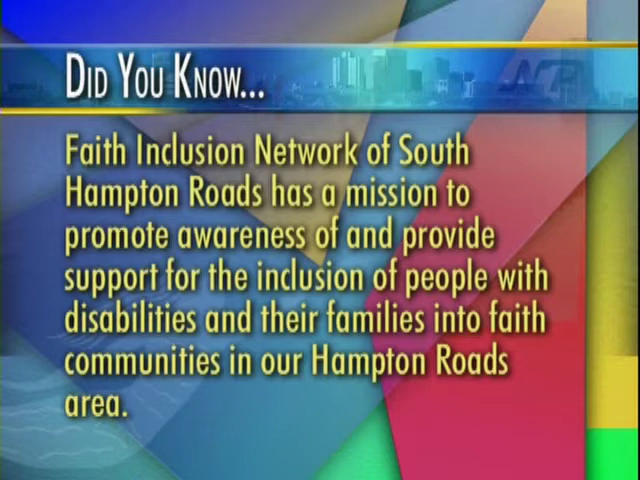 Did You Know...
Faith Inclusion Network of South
Hampton Roads has a mission to
promote awareness of and provide
support for the inclusion of people with
disabilities and their families into faith
communities in our Hampton Roads
area.